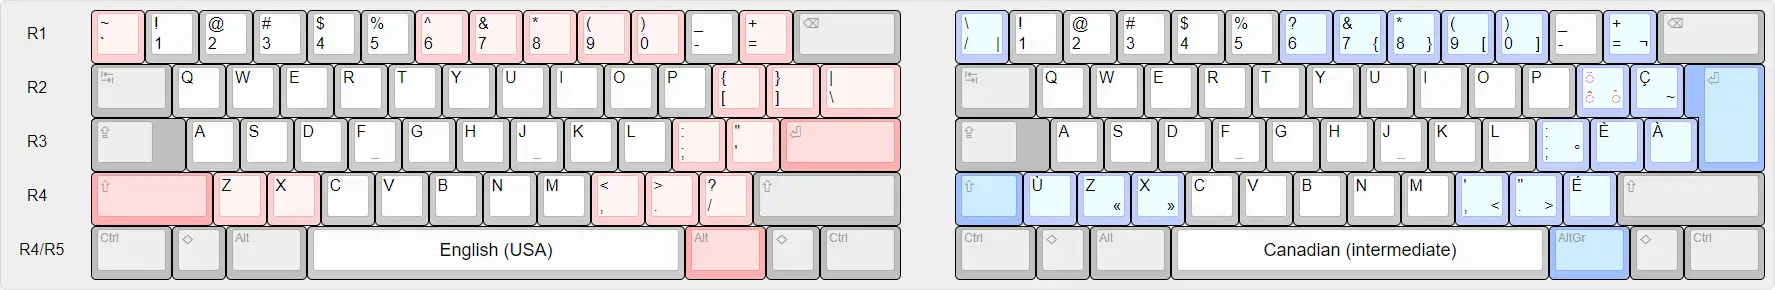 R1 ~ ! @ # $ % ^ & * ( ) _ + ⌫ \ ! @ # $ % ? & * ( ) _ + ⌫
` 1 2 3 4 5 6 7 8 9 0 - = / | 1 2 3 4 5 6 7 { 8 } 9 [ 0 ] - = ¬
R2 ↹ Q W E R T Y U I O P { } | ↹ Q W E R T Y U I O P ◌̈ Ç ⏎
[ ] \ ◌̂ ◌̀ ~
R3 ⇪ A S D F G H J K L : " ⏎ ⇪ A S D F G H J K L : È À
_ _ ; ' _ _ ; °
R4 ⇧ Z X C V B N M < > ? ⇧ ⇧ Ù Z X C V B N M ' " É ⇧
, . / « » , < . >
R4/R5 Ctrl ◇ Alt English (USA) Alt ◇ Ctrl Ctrl ◇ Alt Canadian (intermediate) AltGr ◇ Ctrl